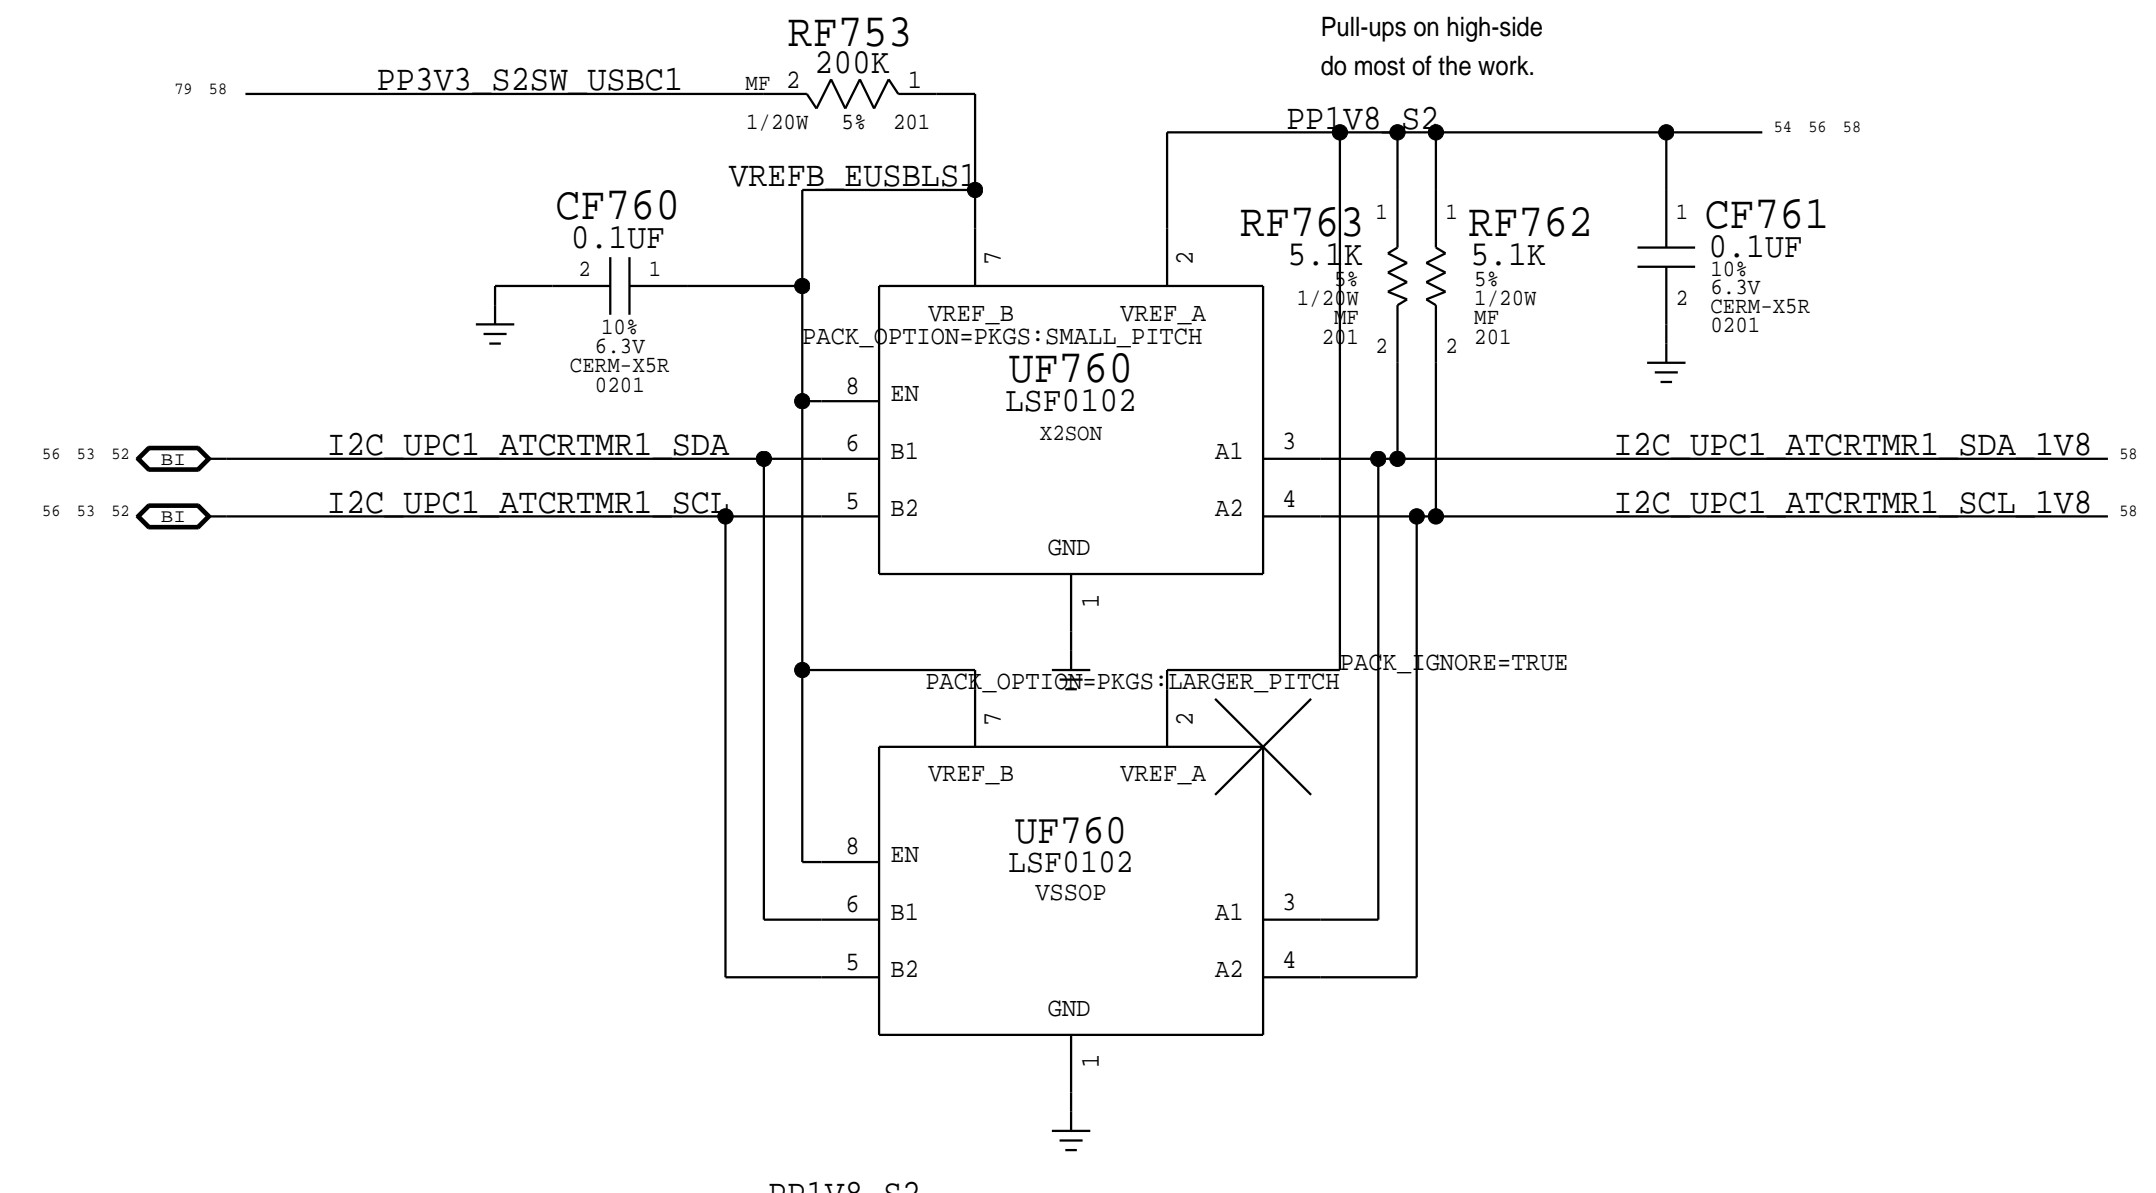 RF753
200K
Pull-ups on high-side
do most of the work.
79 58
PP3V3_S2SW_USBC1
MF 2 1
1/20W 5% 201
PP1V8_S2
54 56 58
VREFB_EUSBLS1
CF760
0.1UF
2 1
10%
6.3V
CERM-X5R
0201
7
2
RF763
5.1K
5%
1/20W
MF
201
1
2
1
2
RF762
5.1K
5%
1/20W
MF
201
1
2
CF761
0.1UF
10%
6.3V
CERM-X5R
0201
VREF_B VREF_A
PACK_OPTION=PKGS:SMALL_PITCH
UF760
LSF0102
X2SON
8 EN
56 53 52 BI I2C_UPC1_ATCRTMR1_SDA 6 B1 A1 3 I2C_UPC1_ATCRTMR1_SDA_1V8 58
56 53 52 BI I2C_UPC1_ATCRTMR1_SCL 5 B2 A2 4 I2C_UPC1_ATCRTMR1_SCL_1V8 58
GND
1
PACK_IGNORE=TRUE
PACK_OPTION=PKGS:LARGER_PITCH
7 2
VREF_B VREF_A
UF760
LSF0102
VSSOP
8 EN
6 B1 A1 3
5 B2 A2 4
GND
1
PP1V8_S2